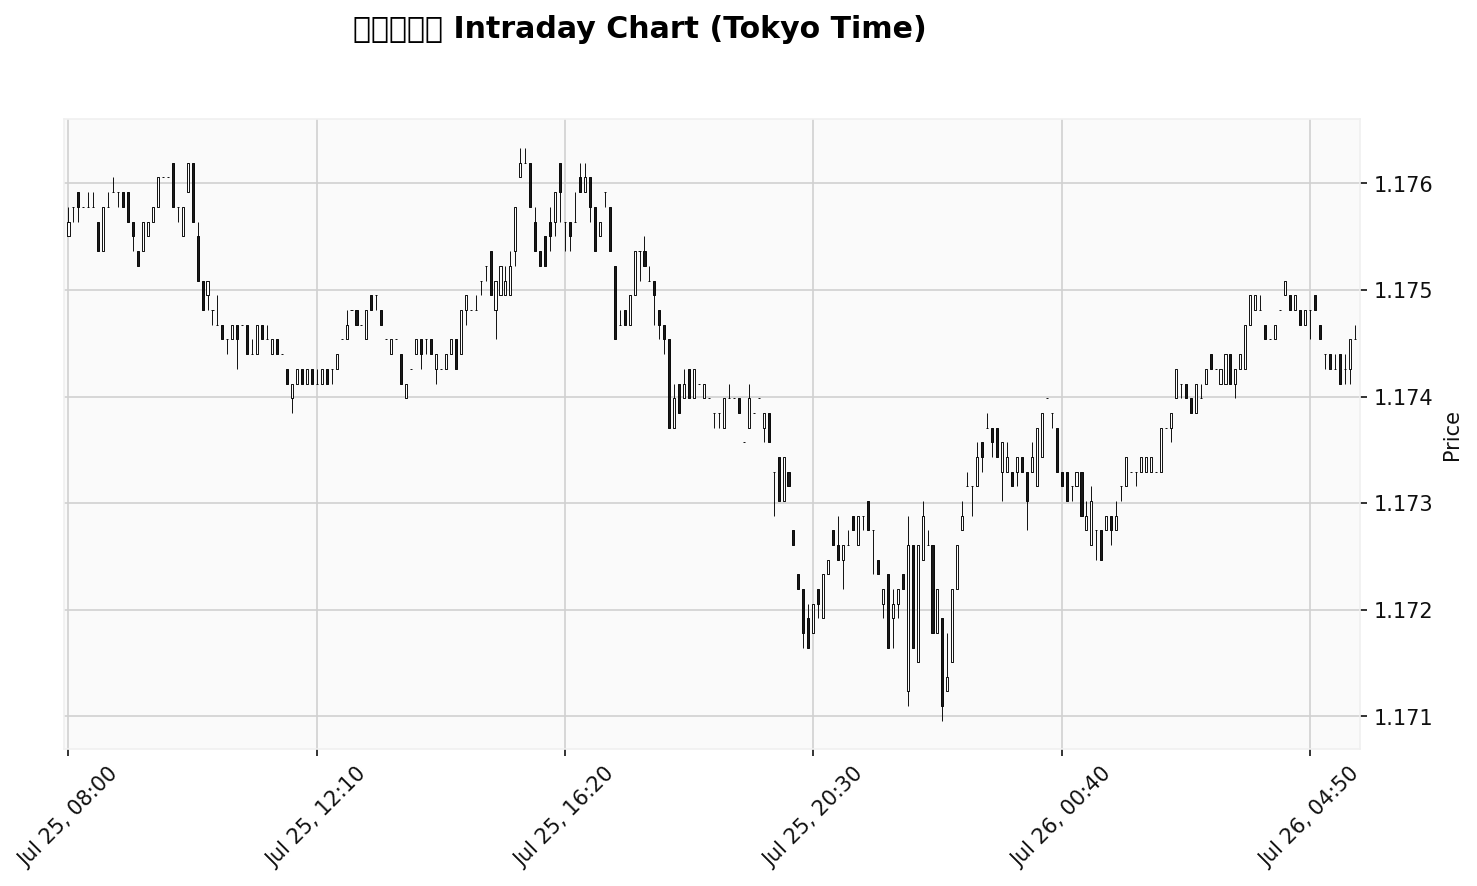 Intraday Chart (Tokyo Time)
1.176
1.175
1.174
1.173
1.172
1.171
Price
Jul 25, 08:00
Jul 25, 12:10
Jul 25, 16:20
Jul 25, 20:30
Jul 26, 00:40
Jul 26, 04:50